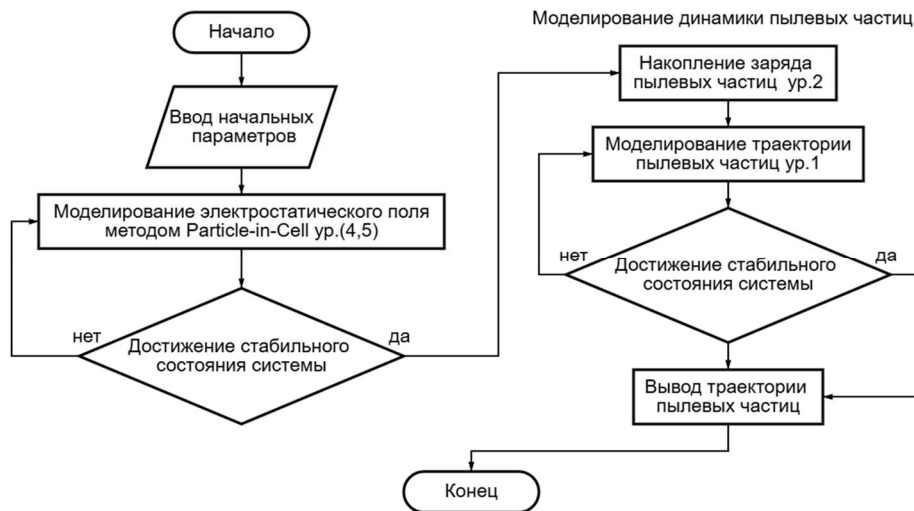 Начало
Ввод начальных
параметров
Моделирование электростатического поля
методом Particle-in-Cell ур.(4,5)
нет
да
Достижение стабильного
состояния системы
Моделирование динамики пылевых частиц
Накопление заряда
пылевых частиц ур.2
Моделирование траектории
пылевых частиц ур.1
нет
да
Достижение стабильного
состояния системы
Вывод траектории
пылевых частиц
Конец